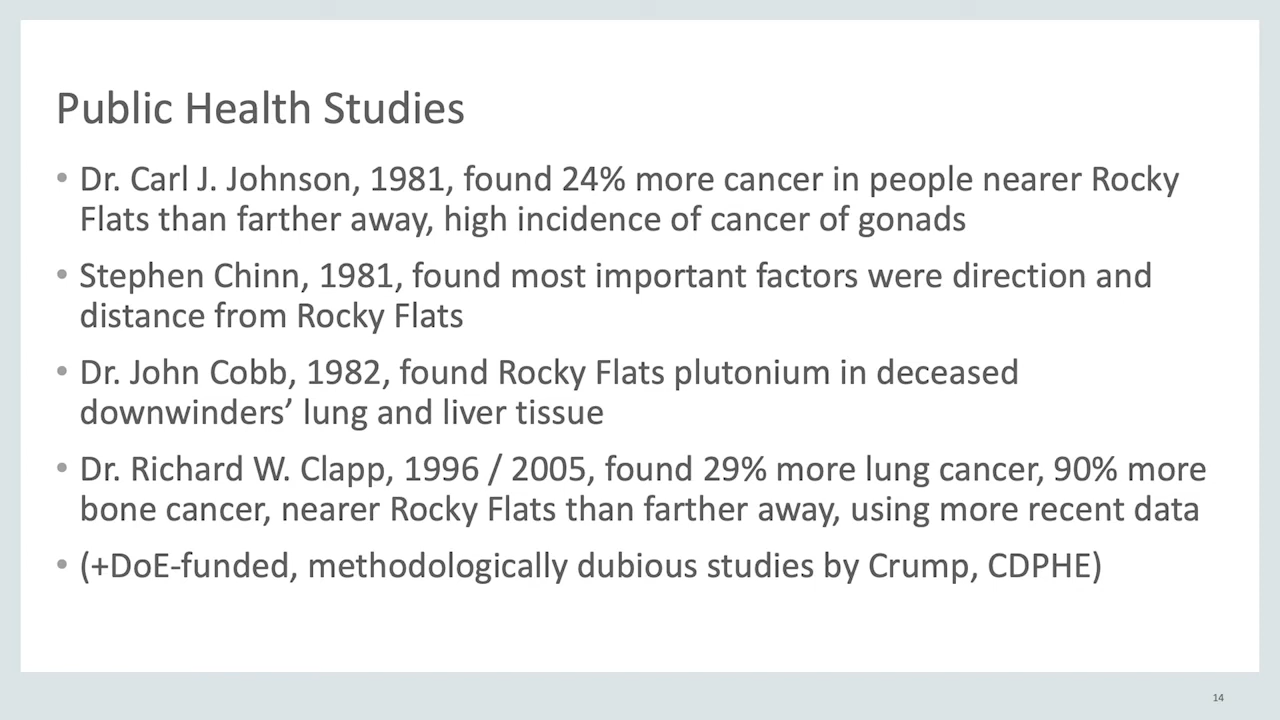 Public Health Studies
• Dr. Carl J. Johnson, 1981, found 24% more cancer in people nearer Rocky
Flats than farther away, high incidence of cancer of gonads
• Stephen Chinn, 1981, found most important factors were direction and
distance from Rocky Flats
• Dr. John Cobb, 1982, found Rocky Flats plutonium in deceased
downwinders’ lung and liver tissue
• Dr. Richard W. Clapp, 1996 / 2005, found 29% more lung cancer, 90% more
bone cancer, nearer Rocky Flats than farther away, using more recent data
• (+DoE-funded, methodologically dubious studies by Crump, CDPHE)
14